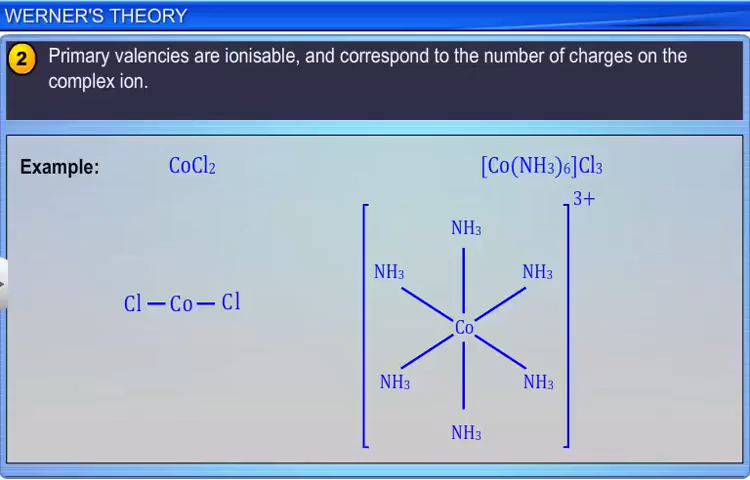 WERNER'S THEORY
2 Primary valencies are ionisable, and correspond to the number of charges on the
complex ion.
Example: CoCl₂ [Co(NH₃)₆]Cl₃
3+
NH₃
NH₃ NH₃
Cl — Co — Cl
Co
NH₃ NH₃
NH₃